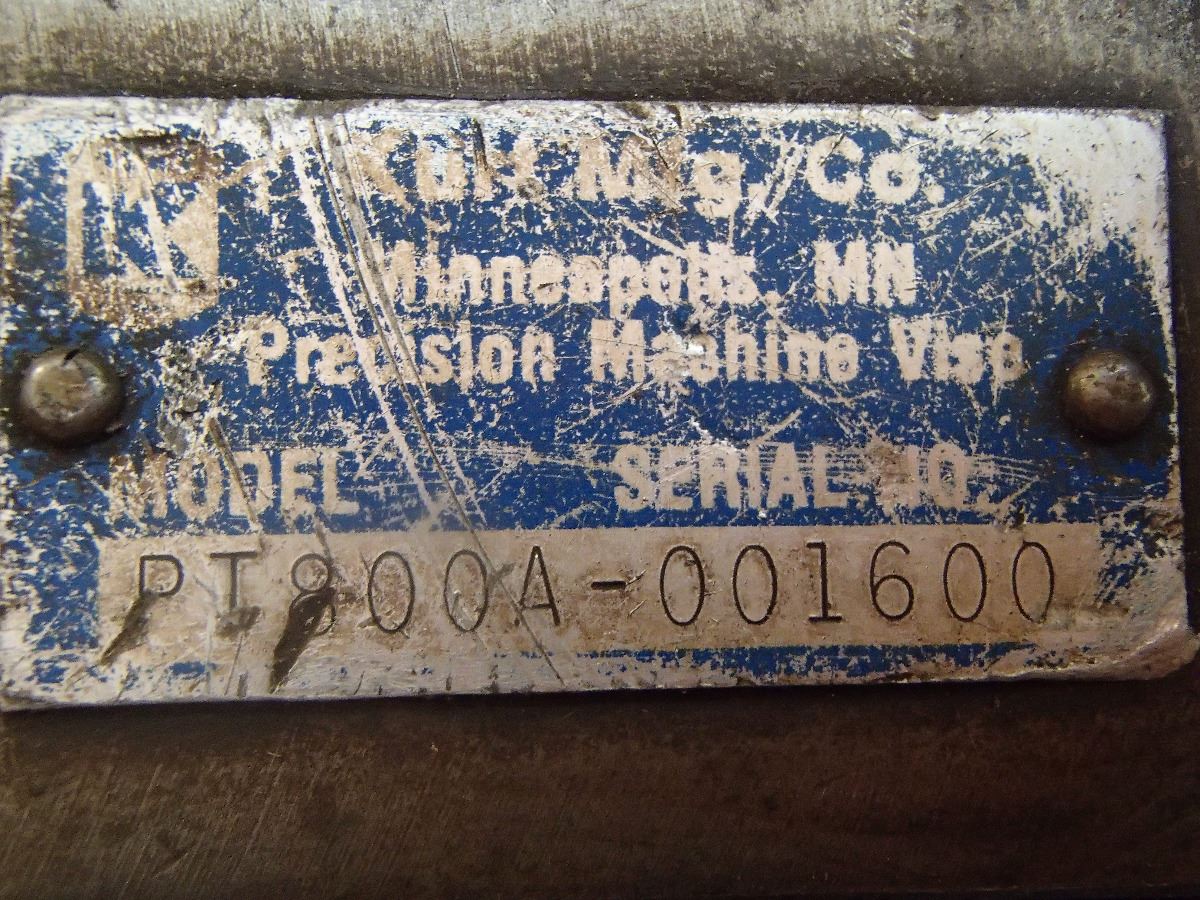 Kurt Mfg. Co.
Minneapolis, MN
Precision Machine Vise
MODEL SERIAL NO.
PT800A-001600